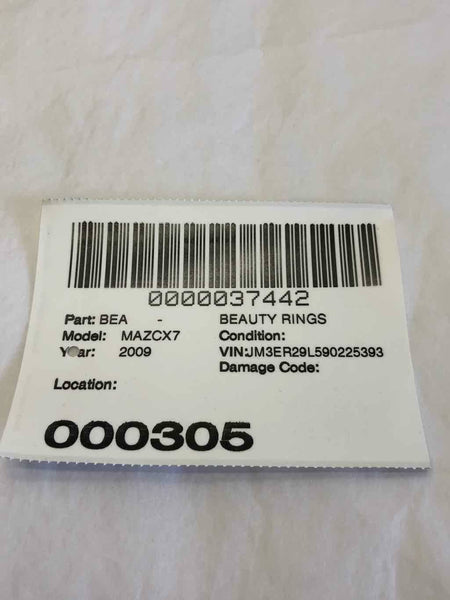 0000037442
Part: BEA - BEAUTY RINGS
Model: MAZCX7 Condition:
Year: 2009 VIN:JM3ER29L590225393
Damage Code:
Location:
000305